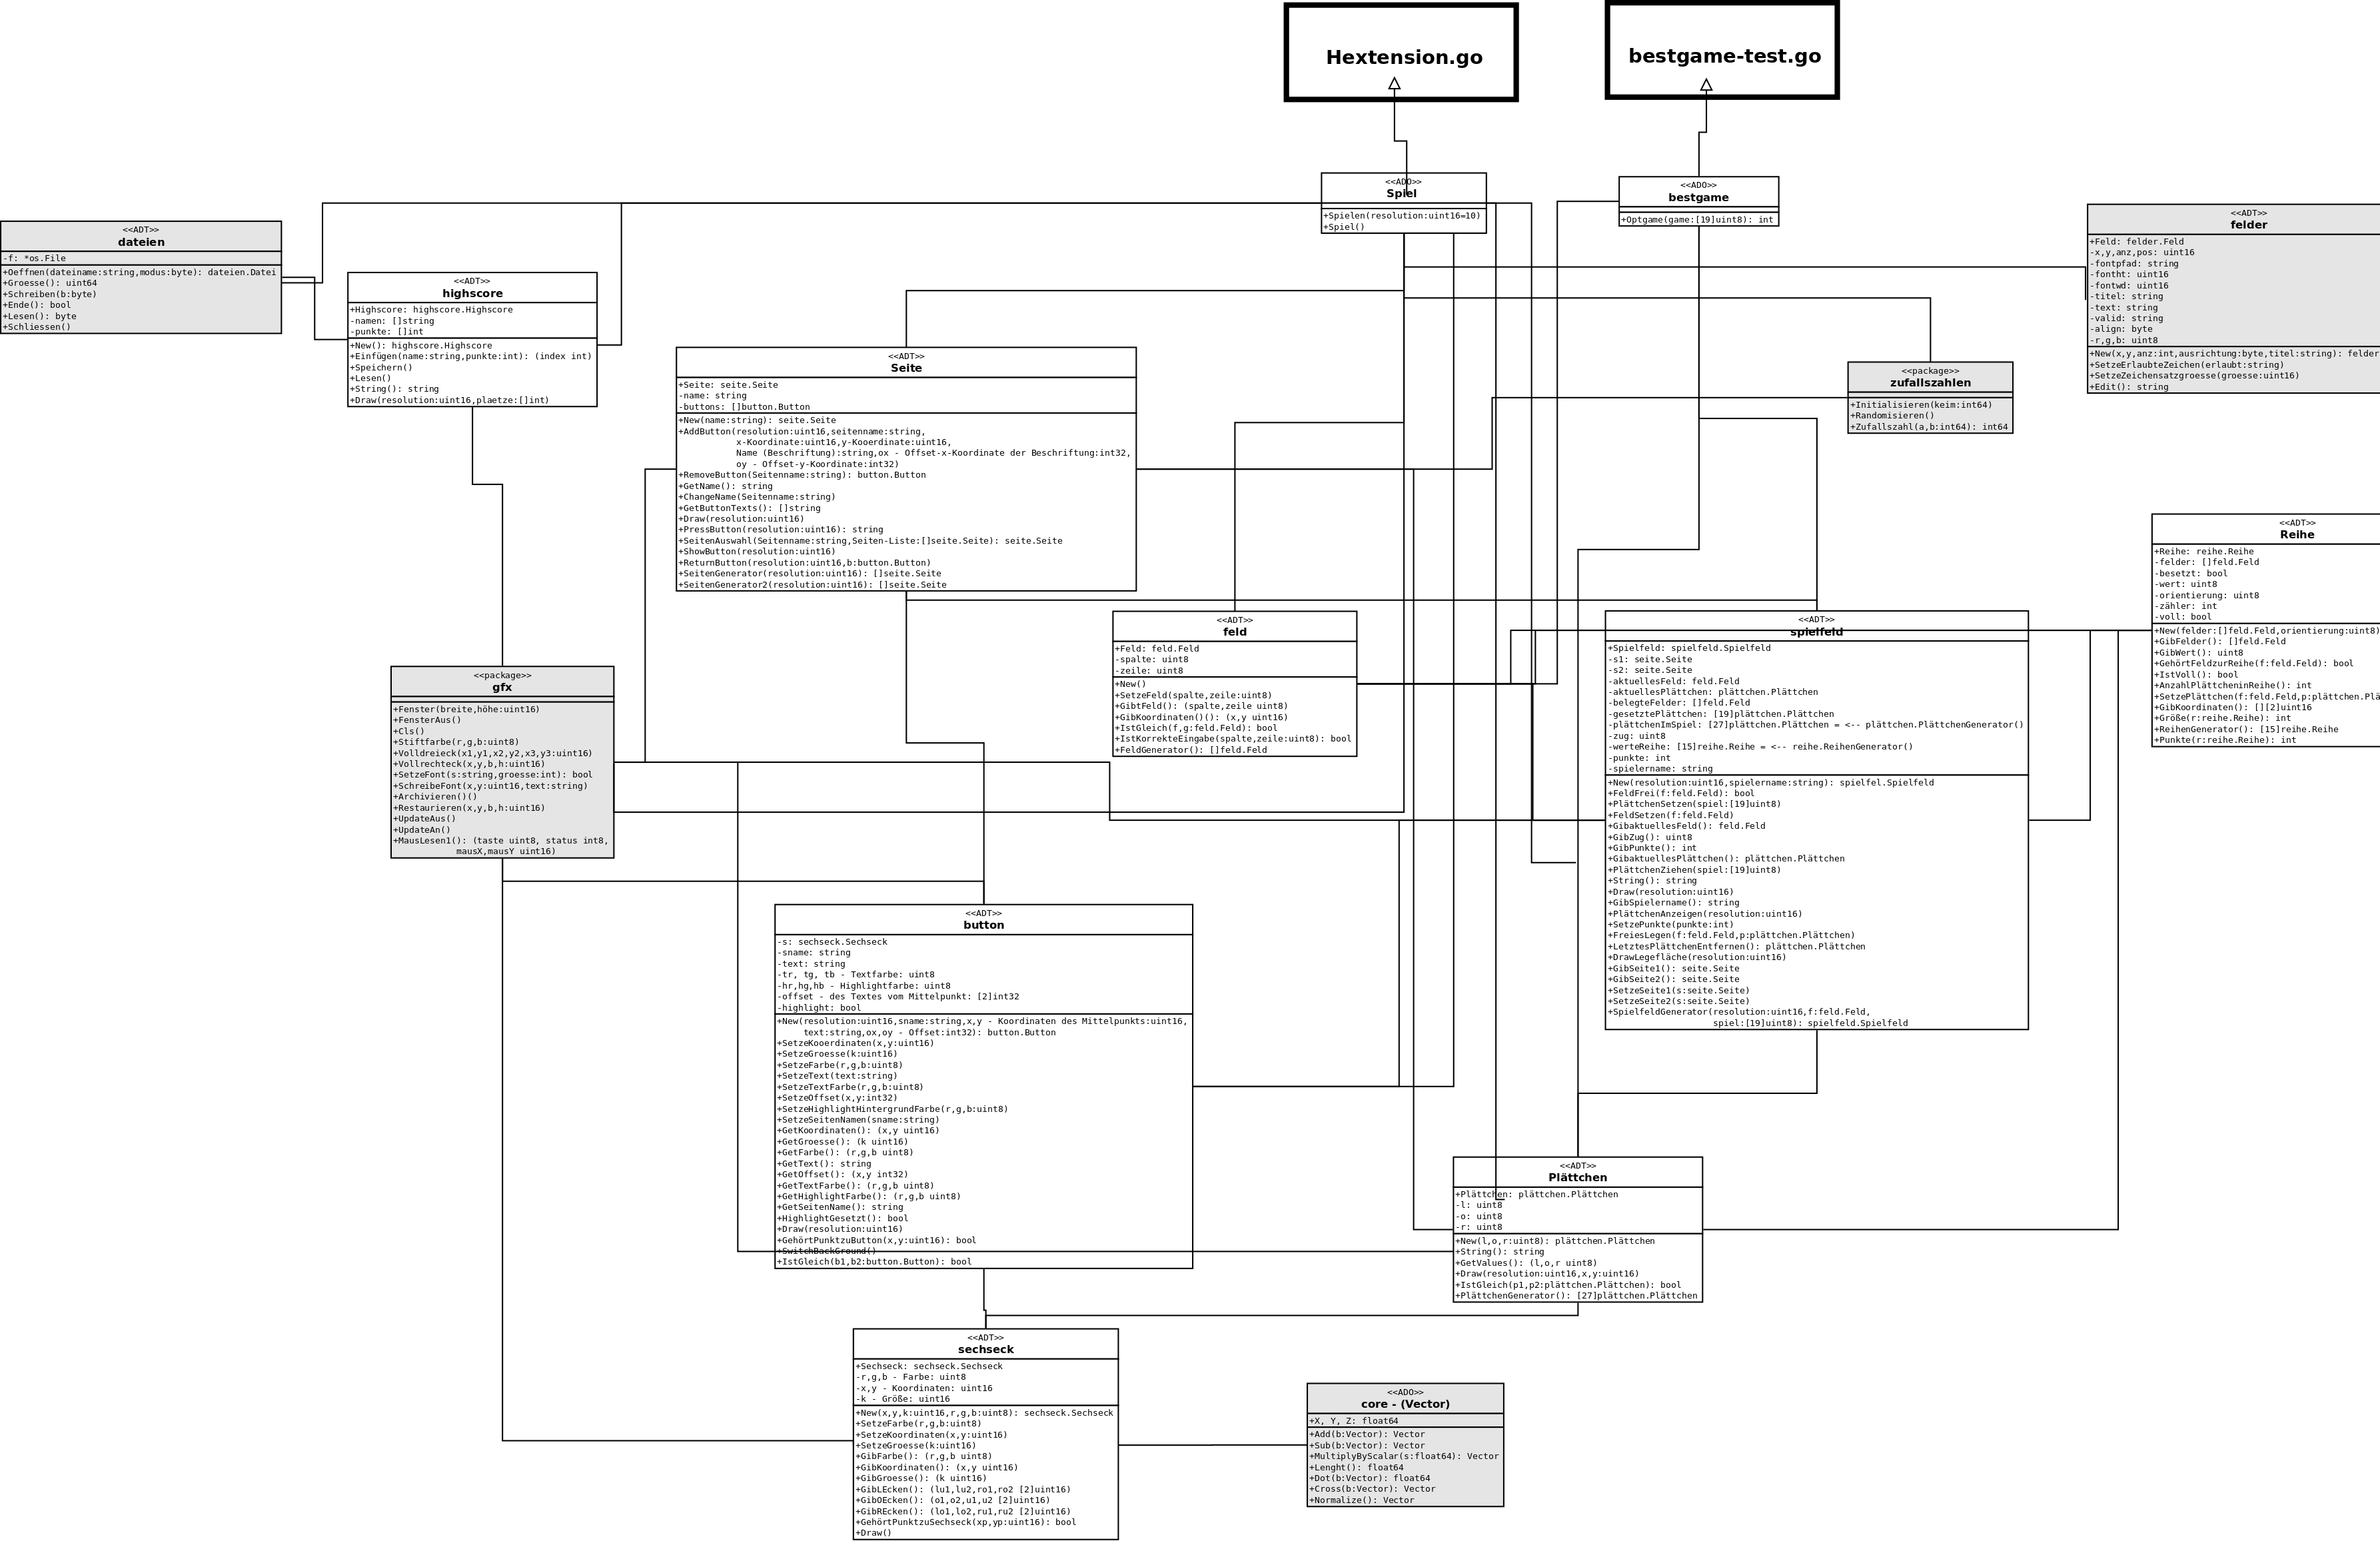 Hextension.go
bestgame-test.go
<<ADO>>
Spiel
+Spielen(resolution:uint16=10)
+Spiel()
<<ADO>>
bestgame
+Optgame(game:[19]uint8): int
<<ADT>>
dateien
-f: *os.File
+Oeffnen(dateiname:string,modus:byte): dateien.Datei
+Groesse(): uint64
+Schreiben(b:byte)
+Ende(): bool
+Lesen(): byte
+Schliessen()
<<ADT>>
highscore
+Highscore: highscore.Highscore
-namen: []string
-punkte: []int
+New(): highscore.Highscore
+Einfügen(name:string,punkte:int): (index int)
+Speichern()
+Lesen()
+String(): string
+Draw(resolution:uint16,plaetze:[]int)
<<ADT>>
felder
+Feld: felder.Feld
-x,y,anz,pos: uint16
-fontpfad: string
-fontht: uint16
-fontwd: uint16
-titel: string
-text: string
-valid: string
-align: byte
-r,g,b: uint8
+New(x,y,anz:int,ausrichtung:byte,titel:string): felder
+SetzeErlaubteZeichen(erlaubt:string)
+SetzeZeichensatzgroesse(groesse:uint16)
+Edit(): string
<<ADT>>
Seite
+Seite: seite.Seite
-name: string
-buttons: []button.Button
+New(name:string): seite.Seite
+AddButton(resolution:uint16,seitenname:string,
x-Koordinate:uint16,y-Kooerdinate:uint16,
Name (Beschriftung):string,ox - Offset-x-Koordinate der Beschriftung:int32,
oy - Offset-y-Koordinate:int32)
+RemoveButton(Seitenname:string): button.Button
+GetName(): string
+ChangeName(Seitenname:string)
+GetButtonTexts(): []string
+Draw(resolution:uint16)
+PressButton(resolution:uint16): string
+SeitenAuswahl(Seitenname:string,Seiten-Liste:[]seite.Seite): seite.Seite
+ShowButton(resolution:uint16)
+ReturnButton(resolution:uint16,b:button.Button)
+SeitenGenerator(resolution:uint16): []seite.Seite
+SeitenGenerator2(resolution:uint16): []seite.Seite
<<package>>
zufallszahlen
+Initialisieren(keim:int64)
+Randomisieren()
+Zufallszahl(a,b:int64): int64
<<ADT>>
Reihe
+Reihe: reihe.Reihe
-felder: []feld.Feld
-besetzt: bool
-wert: uint8
-orientierung: uint8
-zähler: int
-voll: bool
+New(felder:[]feld.Feld,orientierung:uint8)
+GibFelder(): []feld.Feld
+GibWert(): uint8
+GehörtFeldzurReihe(f:feld.Feld): bool
+IstVoll(): bool
+AnzahlPlättcheninReihe(): int
+SetzePlättchen(f:feld.Feld,p:plättchen.Plä
+GibKoordinaten(): [][2]uint16
+Größe(r:reihe.Reihe): int
+ReihenGenerator(): [15]reihe.Reihe
+Punkte(r:reihe.Reihe): int
<<ADT>>
feld
+Feld: feld.Feld
-spalte: uint8
-zeile: uint8
+New()
+SetzeFeld(spalte,zeile:uint8)
+GibtFeld(): (spalte,zeile uint8)
+GibKoordinaten()(): (x,y uint16)
+IstGleich(f,g:feld.Feld): bool
+IstKorrekteEingabe(spalte,zeile:uint8): bool
+FeldGenerator(): []feld.Feld
<<ADT>>
spielfeld
+Spielfeld: spielfeld.Spielfeld
-s1: seite.Seite
-s2: seite.Seite
-aktuellesFeld: feld.Feld
-aktuellesPlättchen: plättchen.Plättchen
-belegteFelder: []feld.Feld
-gesetztePlättchen: [19]plättchen.Plättchen
-plättchenImSpiel: [27]plättchen.Plättchen = <-- plättchen.PlättchenGenerator()
-zug: uint8
-werteReihe: [15]reihe.Reihe = <-- reihe.ReihenGenerator()
-punkte: int
-spielername: string
+New(resolution:uint16,spielername:string): spielfel.Spielfeld
+FeldFrei(f:feld.Feld): bool
+PlättchenSetzen(spiel:[19]uint8)
+FeldSetzen(f:feld.Feld)
+GibaktuellesFeld(): feld.Feld
+GibZug(): uint8
+GibPunkte(): int
+GibaktuellesPlättchen(): plättchen.Plättchen
+PlättchenZiehen(spiel:[19]uint8)
+String(): string
+Draw(resolution:uint16)
+GibSpielername(): string
+PlättchenAnzeigen(resolution:uint16)
+SetzePunkte(punkte:int)
+FreiesLegen(f:feld.Feld,p:plättchen.Plättchen)
+LetztesPlättchenEntfernen(): plättchen.Plättchen
+DrawLegefläche(resolution:uint16)
+GibSeite1(): seite.Seite
+GibSeite2(): seite.Seite
+SetzeSeite1(s:seite.Seite)
+SetzeSeite2(s:seite.Seite)
+SpielfeldGenerator(resolution:uint16,f:feld.Feld,
spiel:[19]uint8): spielfeld.Spielfeld
<<package>>
gfx
+Fenster(breite,höhe:uint16)
+FensterAus()
+Cls()
+Stiftfarbe(r,g,b:uint8)
+Volldreieck(x1,y1,x2,y2,x3,y3:uint16)
+Vollrechteck(x,y,b,h:uint16)
+SetzeFont(s:string,groesse:int): bool
+SchreibeFont(x,y:uint16,text:string)
+Archivieren()()
+Restaurieren(x,y,b,h:uint16)
+UpdateAus()
+UpdateAn()
+MausLesen1(): (taste uint8, status int8,
mausX,mausY uint16)
<<ADT>>
button
-s: sechseck.Sechseck
-sname: string
-text: string
-tr, tg, tb - Textfarbe: uint8
-hr,hg,hb - Highlightfarbe: uint8
-offset - des Textes vom Mittelpunkt: [2]int32
-highlight: bool
+New(resolution:uint16,sname:string,x,y - Koordinaten des Mittelpunkts:uint16,
text:string,ox,oy - Offset:int32): button.Button
+SetzeKooerdinaten(x,y:uint16)
+SetzeGroesse(k:uint16)
+SetzeFarbe(r,g,b:uint8)
+SetzeText(text:string)
+SetzeTextFarbe(r,g,b:uint8)
+SetzeOffset(x,y:int32)
+SetzeHighlightHintergrundFarbe(r,g,b:uint8)
+SetzeSeitenNamen(sname:string)
+GetKoordinaten(): (x,y uint16)
+GetGroesse(): (k uint16)
+GetFarbe(): (r,g,b uint8)
+GetText(): string
+GetOffset(): (x,y int32)
+GetTextFarbe(): (r,g,b uint8)
+GetHighlightFarbe(): (r,g,b uint8)
+GetSeitenName(): string
+HighlightGesetzt(): bool
+Draw(resolution:uint16)
+GehörtPunktzuButton(x,y:uint16): bool
+SwitchBackGround()
+IstGleich(b1,b2:button.Button): bool
<<ADT>>
Plättchen
+Plättchen: plättchen.Plättchen
-l: uint8
-o: uint8
-r: uint8
+New(l,o,r:uint8): plättchen.Plättchen
+String(): string
+GetValues(): (l,o,r uint8)
+Draw(resolution:uint16,x,y:uint16)
+IstGleich(p1,p2:plättchen.Plättchen): bool
+PlättchenGenerator(): [27]plättchen.Plättchen
<<ADT>>
sechseck
+Sechseck: sechseck.Sechseck
-r,g,b - Farbe: uint8
-x,y - Koordinaten: uint16
-k - Größe: uint16
+New(x,y,k:uint16,r,g,b:uint8): sechseck.Sechseck
+SetzeFarbe(r,g,b:uint8)
+SetzeKoordinaten(x,y:uint16)
+SetzeGroesse(k:uint16)
+GibFarbe(): (r,g,b uint8)
+GibKoordinaten(): (x,y uint16)
+GibGroesse(): (k uint16)
+GibLEcken(): (lu1,lu2,ro1,ro2 [2]uint16)
+GibOEcken(): (o1,o2,u1,u2 [2]uint16)
+GibREcken(): (lo1,lo2,ru1,ru2 [2]uint16)
+GehörtPunktzuSechseck(xp,yp:uint16): bool
+Draw()
<<ADO>>
core - (Vector)
+X, Y, Z: float64
+Add(b:Vector): Vector
+Sub(b:Vector): Vector
+MultiplyByScalar(s:float64): Vector
+Lenght(): float64
+Dot(b:Vector): float64
+Cross(b:Vector): Vector
+Normalize(): Vector